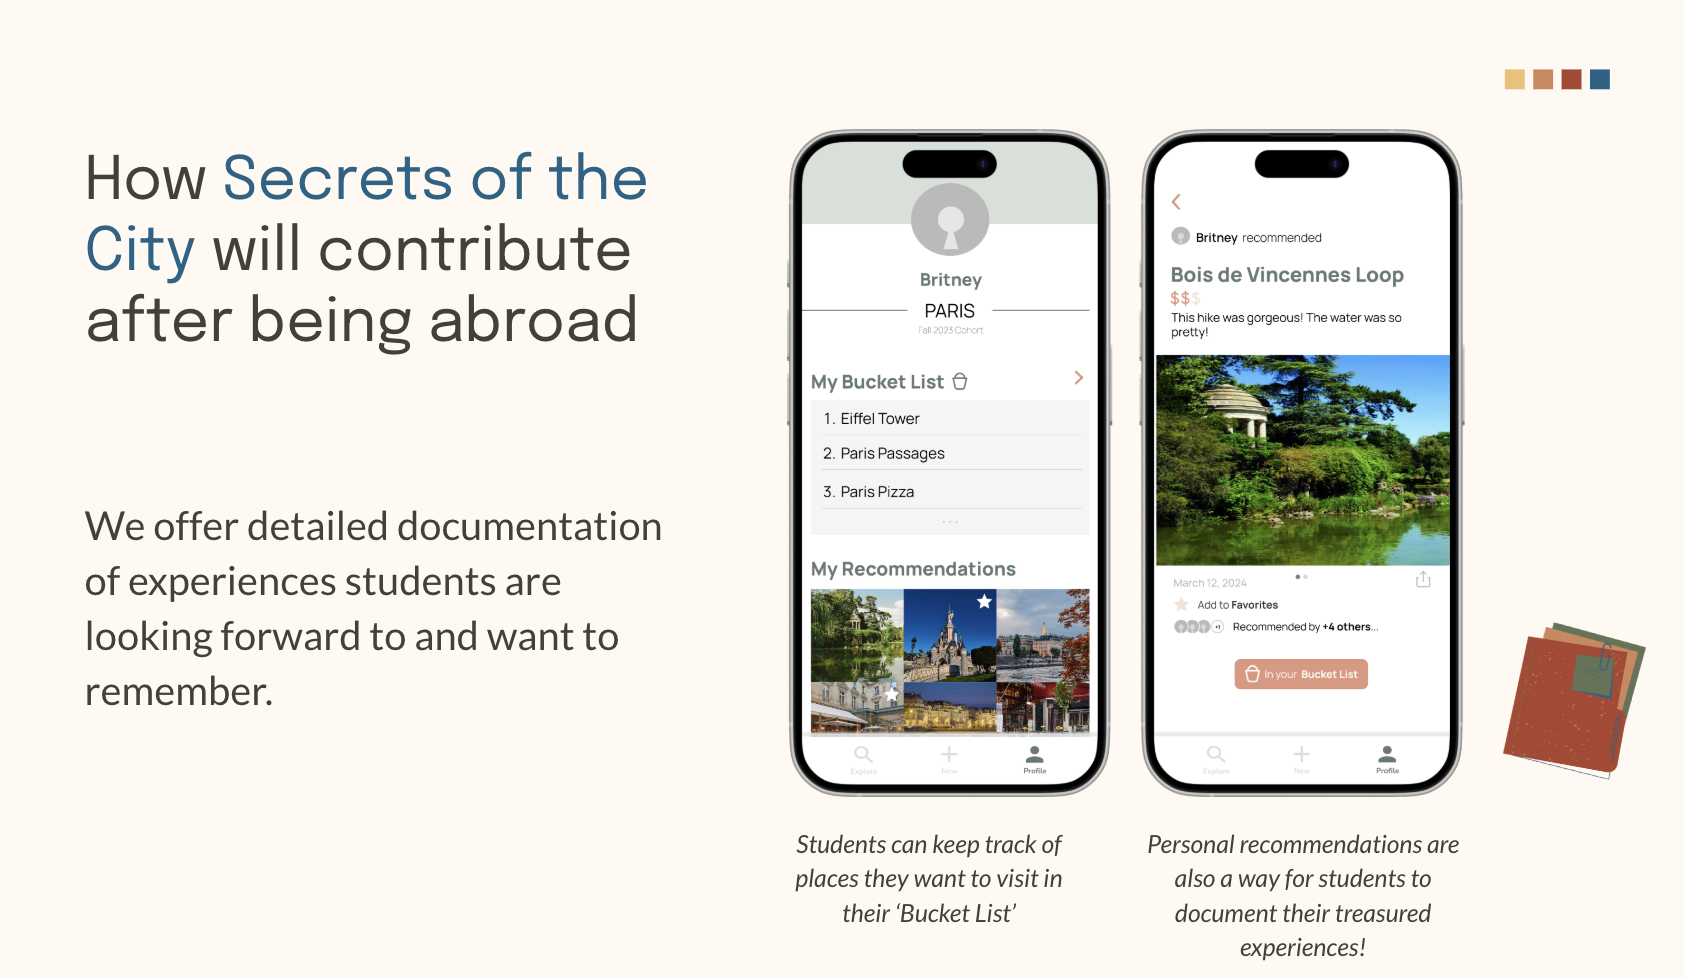 How Secrets of the
City will contribute
after being abroad
We offer detailed documentation
of experiences students are
looking forward to and want to
remember.
Britney
PARIS
Fall 2023 Cohort
My Bucket List
1. Eiffel Tower
2. Paris Passages
3. Paris Pizza
...
My Recommendations
Explore
New
Profile
Students can keep track of
places they want to visit in
their ‘Bucket List’
Britney recommended
Bois de Vincennes Loop
$$$
This hike was gorgeous! The water was so
pretty!
March 12, 2024
Add to Favorites
+1 Recommended by +4 others...
In your Bucket List
Explore
New
Profile
Personal recommendations are
also a way for students to
document their treasured
experiences!